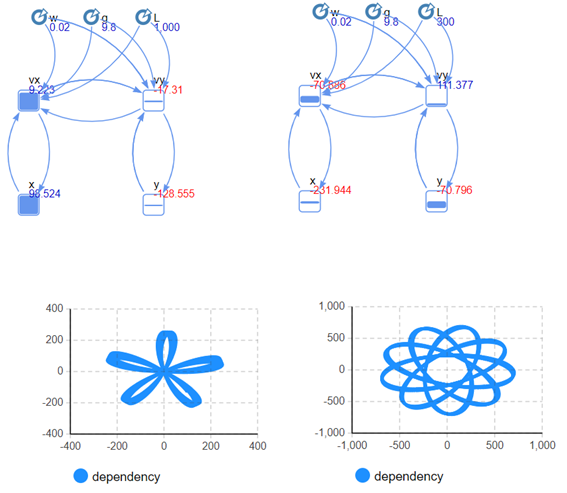 w g L
0.02 9.8 1,000
vx vy
9.223 -17.31
x y
98.524 -128.555
w g L
0.02 9.8 300
vx vy
-70.886 111.377
x y
-231.944 -70.796
400
200
0
-200
-400
-400 -200 0 200 400
dependency
1,000
500
0
-500
-1,000
-1,000 -500 0 500 1,000
dependency